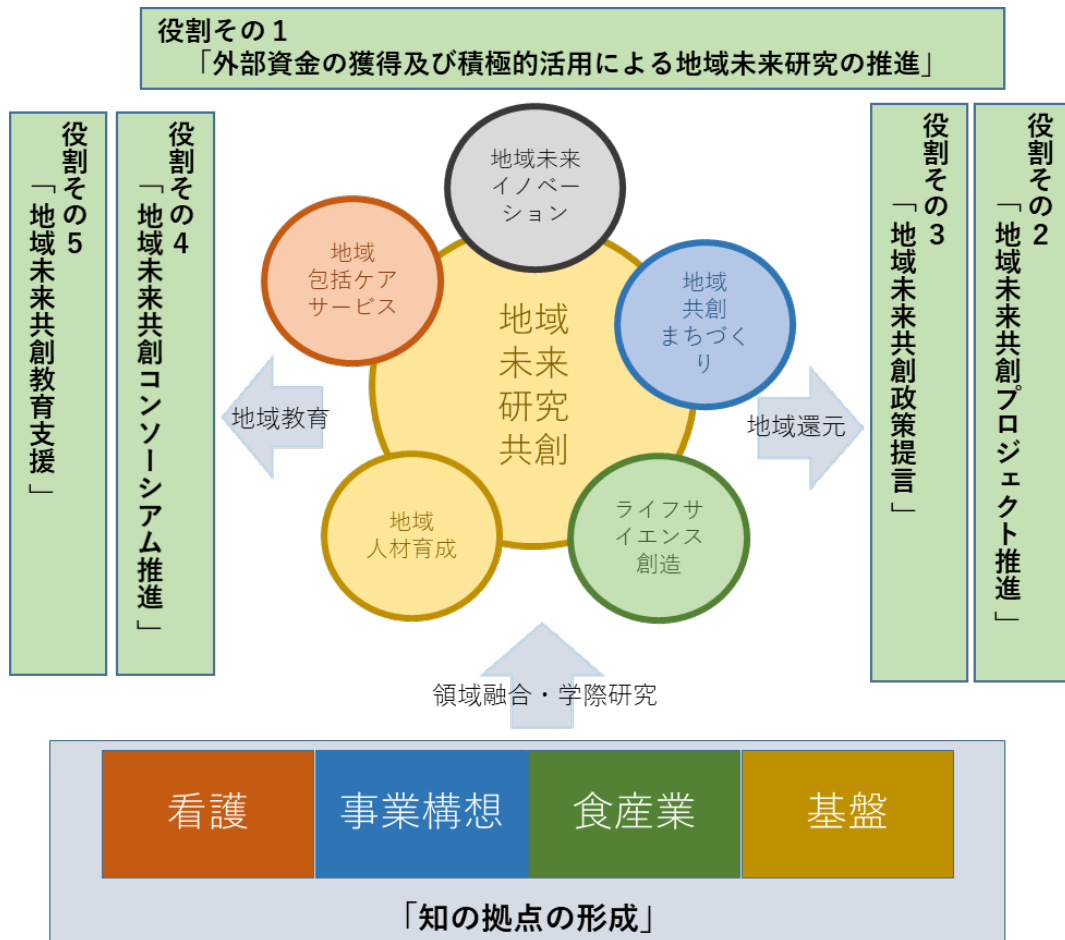 役割その１
「外部資金の獲得及び積極的活用による地域未来研究の推進」
役割その２
「地域未来共創プロジェクト推進」
役割その３
「地域未来共創政策提言」
役割その４
「地域未来共創コンソーシアム推進」
役割その５
「地域未来共創教育支援」
地域未来
イノベー
ション
地域
包括ケア
サービス
地域
共創
まちづく
り
地域
未来
研究
共創
地域教育
地域還元
地域
人材育成
ライフサ
イエンス
創造
領域融合・学際研究
看護
事業構想
食産業
基盤
「知の拠点の形成」